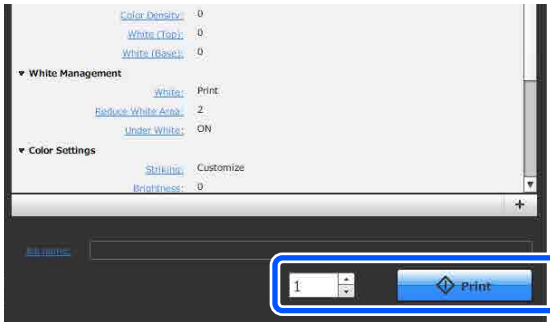 Color Density: 0
White (Top): 0
White (Base): 0
▼ White Management
White: Print
Reduce White Area: 2
Under White: ON
▼ Color Settings
Striking: Customize
Brightness: 0
+
Job name:
1 Print